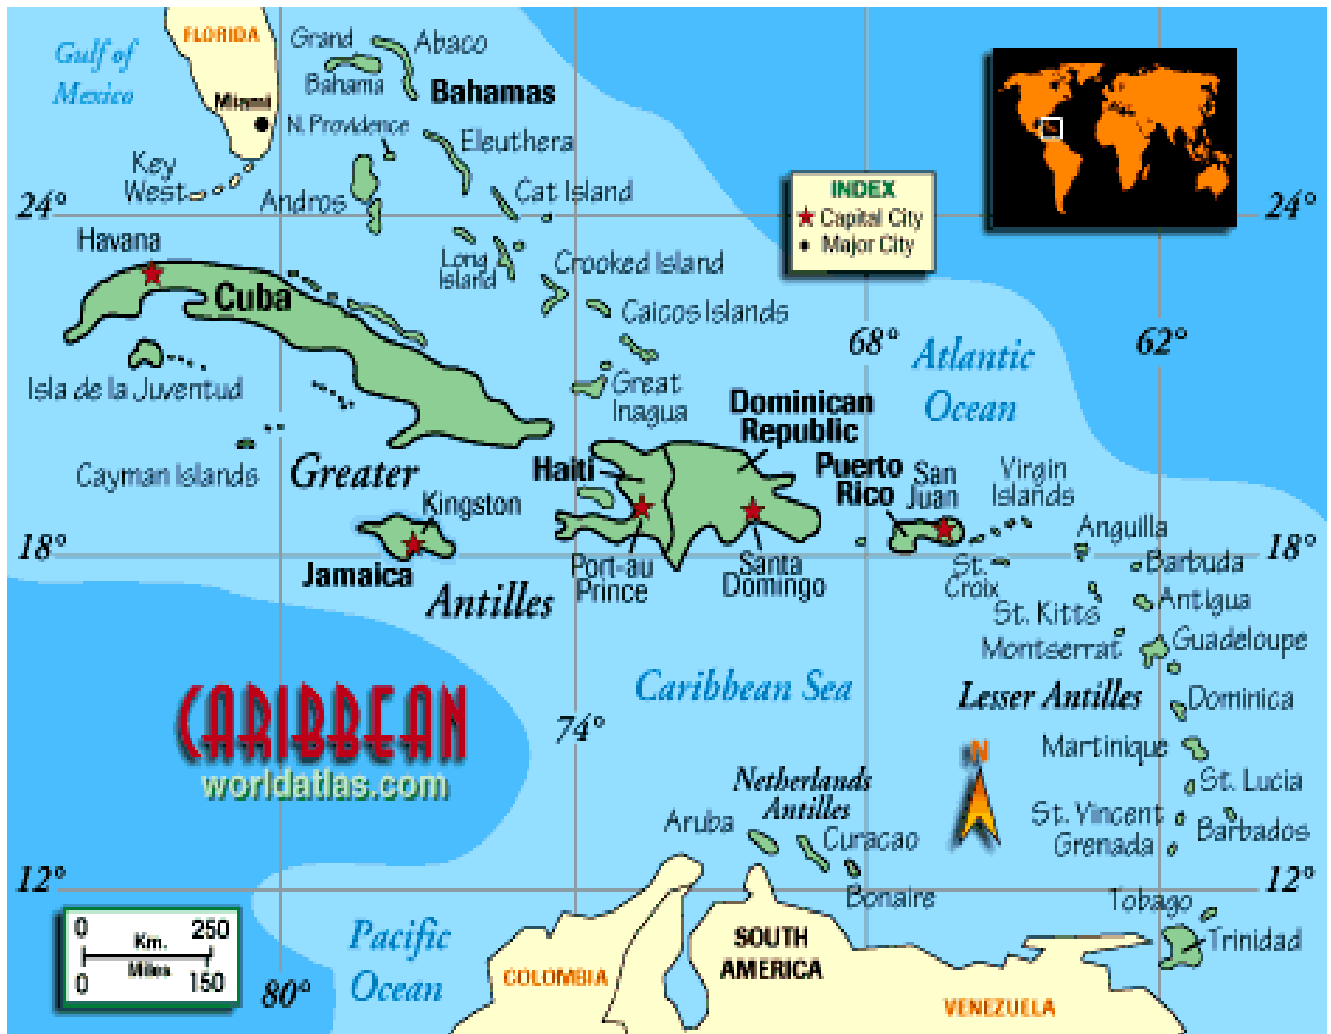 FLORIDA
Gulf of
Mexico
Miami
Grand
Bahama
Abaco
Bahamas
N. Providence
Eleuthera
Key
West
Andros
Cat Island
INDEX
Capital City
Major City
24°
24°
Havana
Cuba
Long
Island
Crooked Island
Caicos Islands
68°
62°
Atlantic
Ocean
Isla de la Juventud
Great
Inagua
Dominican
Republic
Cayman Islands
Greater
Antilles
Haiti
Puerto
Rico
San
Juan
Virgin
Islands
Kingston
Jamaica
18°
18°
Port-au
Prince
Santa
Domingo
St.
Croix
Anguilla
Barbuda
St. Kitts
Antigua
Montserrat
Guadeloupe
Caribbean Sea
Lesser Antilles
Dominica
CARIBBEAN
worldatlas.com
74°
N
Martinique
St. Lucia
Netherlands
Antilles
Aruba
Curacao
Bonaire
St. Vincent
Barbados
Grenada
12°
12°
Tobago
Trinidad
0 250
Km.
Miles
0 150
80°
Pacific
Ocean
COLOMBIA
SOUTH
AMERICA
VENEZUELA